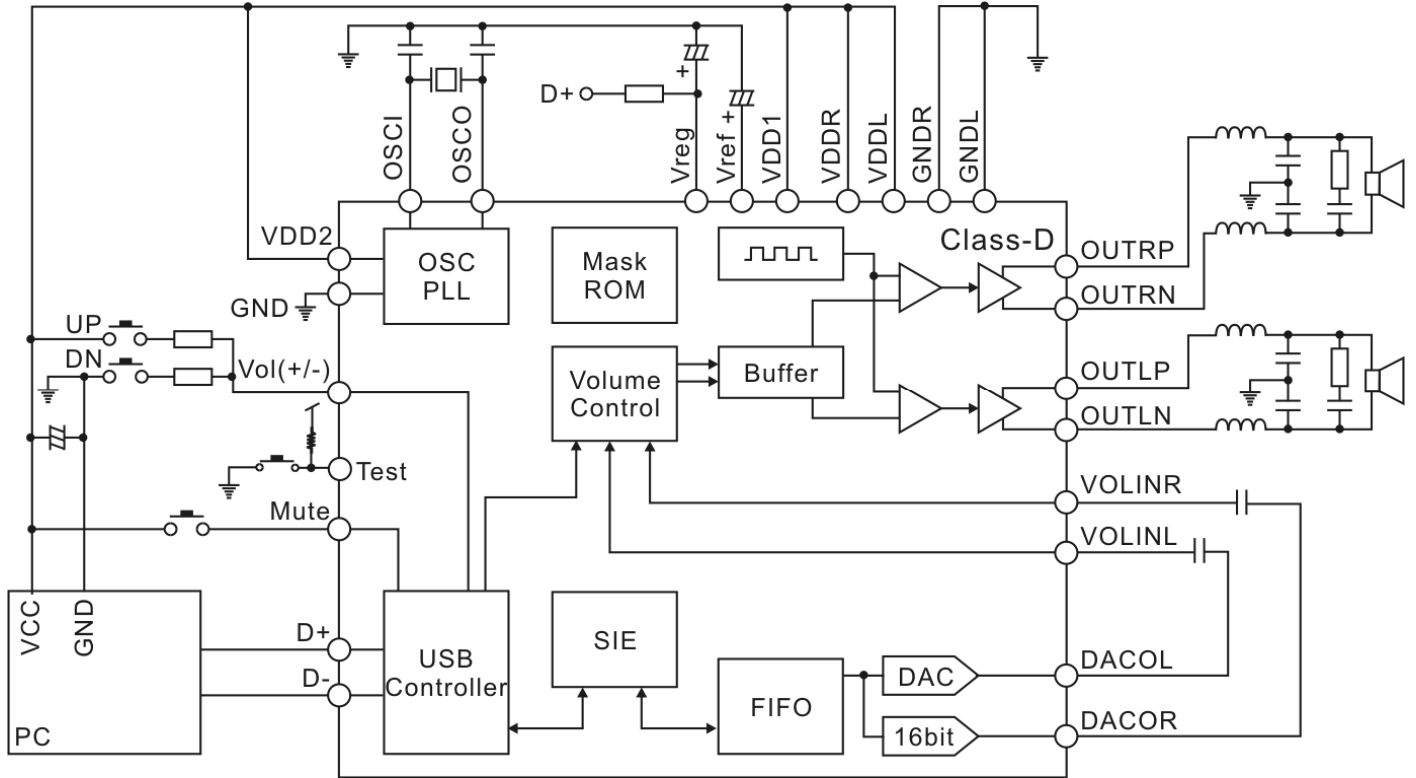 D+
OSCI
OSCO
Vreg
Vref +
+
VDD1
VDDR
VDDL
GNDR
GNDL
VDD2
GND
OSC
PLL
Mask
ROM
Class-D
OUTRP
OUTRN
UP
DN
Vol(+/-)
Volume
Control
Buffer
OUTLP
OUTLN
Test
Mute
VOLINR
VOLINL
VCC
GND
PC
D+
D-
USB
Controller
SIE
FIFO
DAC
16bit
DACOL
DACOR